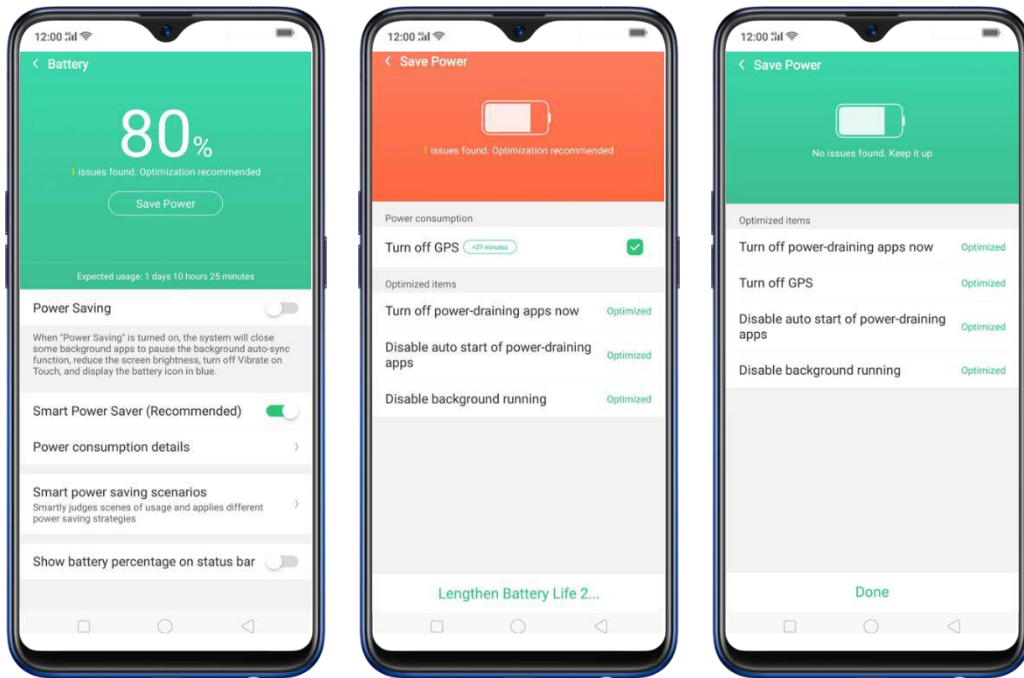 12:00
Battery
80%
1 issues found. Optimization recommended
Save Power
Expected usage: 1 days 10 hours 25 minutes
Power Saving
When "Power Saving" is turned on, the system will close
some background apps to pause the background auto-sync
function, reduce the screen brightness, turn off Vibrate on
Touch, and display the battery icon in blue.
Smart Power Saver (Recommended)
Power consumption details
Smart power saving scenarios
Smartly judges scenes of usage and applies different
power saving strategies
Show battery percentage on status bar
12:00
Save Power
1 issues found. Optimization recommended
Power consumption
Turn off GPS +27 minutes
Optimized items
Turn off power-draining apps now Optimized
Disable auto start of power-draining
apps
Optimized
Disable background running Optimized
Lengthen Battery Life 2...
12:00
Save Power
No issues found. Keep it up
Optimized items
Turn off power-draining apps now Optimized
Turn off GPS Optimized
Disable auto start of power-draining
apps
Optimized
Disable background running Optimized
Done